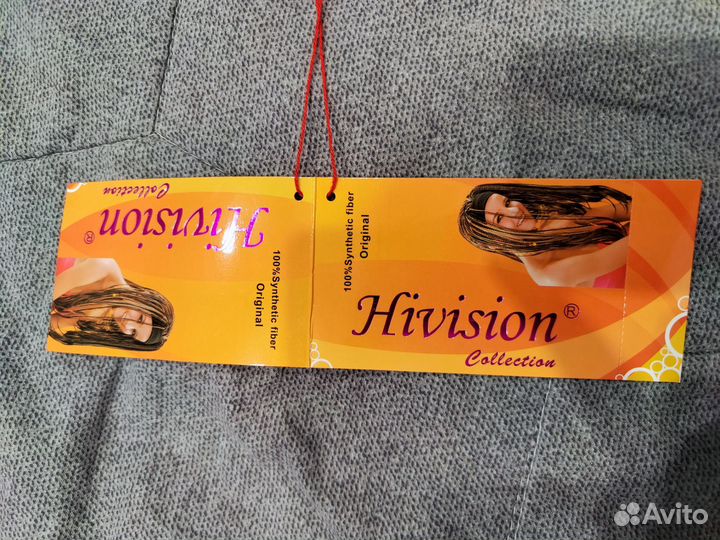 Hivision®
Collection
100%Synthetic fiber
Original
100%Synthetic fiber
Original
Hivision®
Collection
Avito